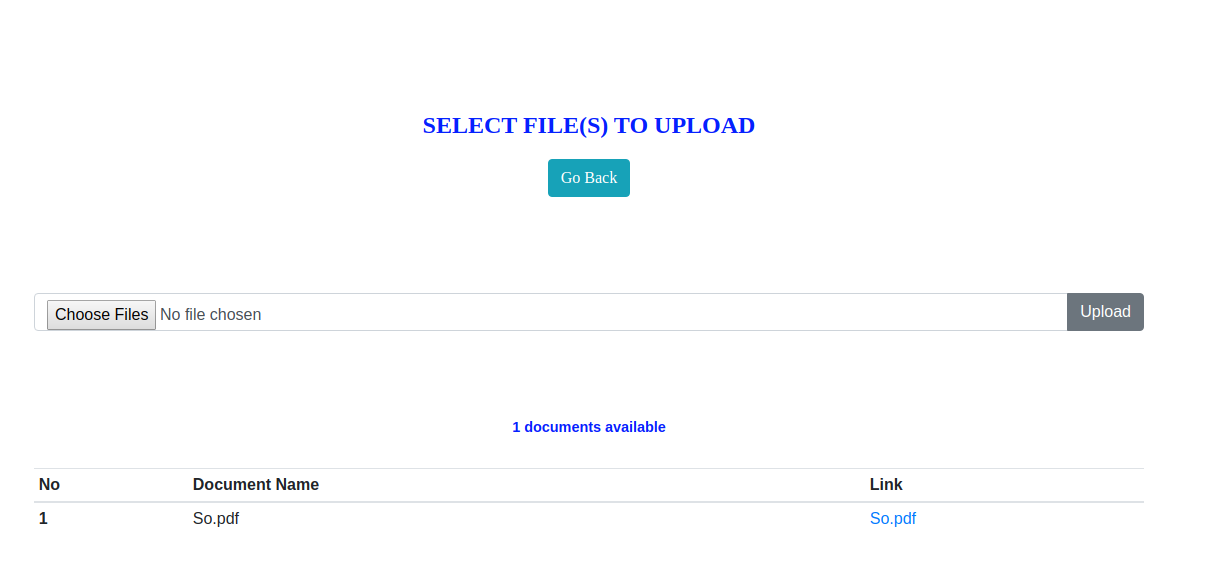 SELECT FILE(S) TO UPLOAD
Go Back
Choose Files No file chosen Upload
1 documents available
No Document Name Link
1 So.pdf So.pdf